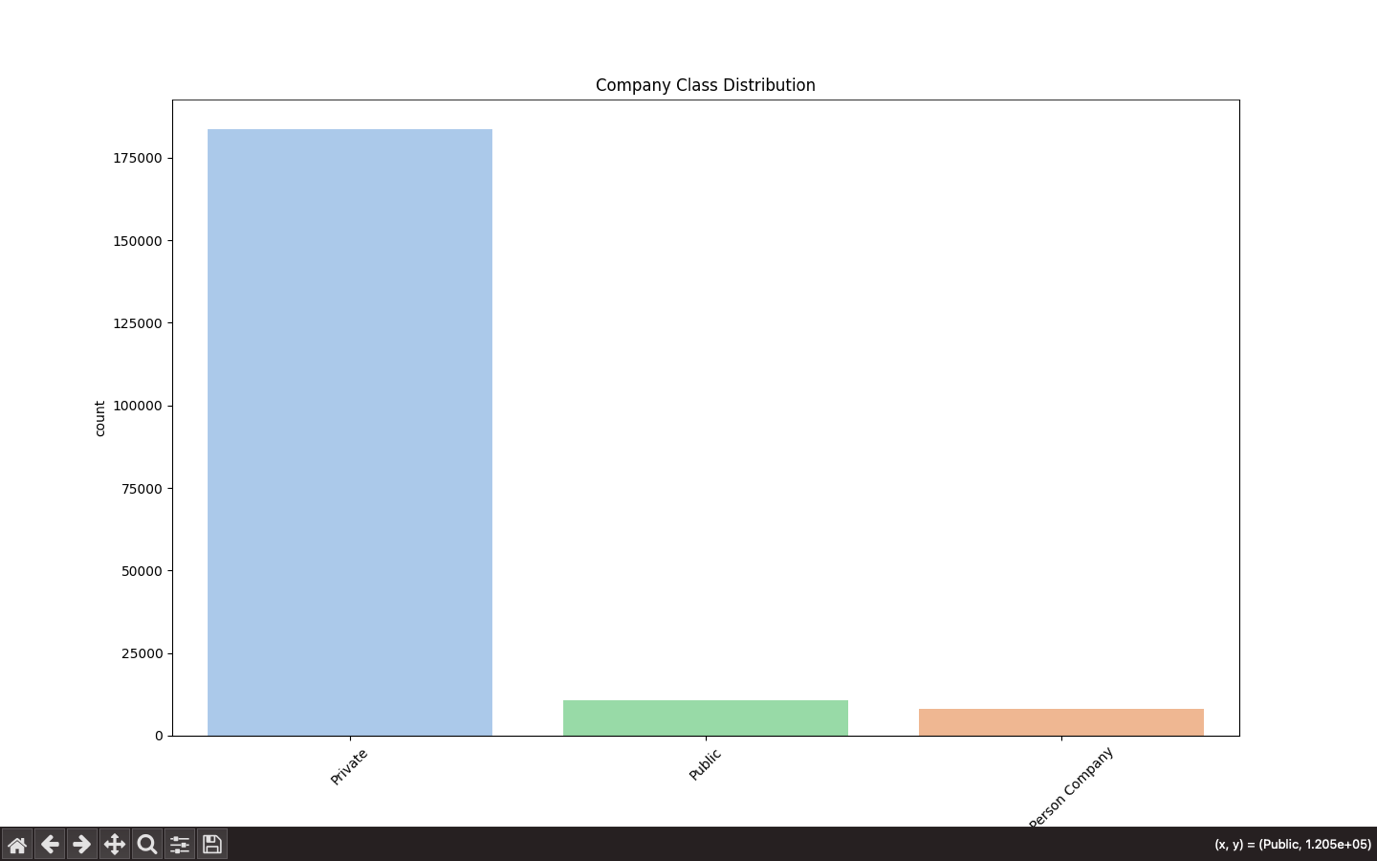 Company Class Distribution
175000
150000
125000
100000
75000
50000
25000
0
count
Private
Public
Person Company
(x, y) = (Public, 1.205e+05)